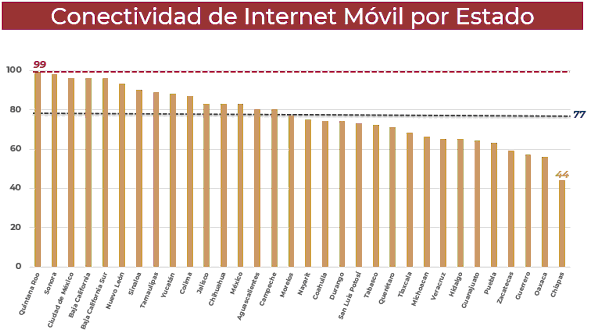 Conectividad de Internet Móvil por Estado
99
100
80
77
60
44
40
20
0
Quintana Roo
Sonora
Ciudad de México
Baja California
Baja California Sur
Nuevo León
Sinaloa
Tamaulipas
Yucatán
Colima
Jalisco
Chihuahua
México
Aguascalientes
Campeche
Morelos
Nayarit
Coahuila
Durango
San Luis Potosí
Tabasco
Querétaro
Tlaxcala
Michoacan
Veracruz
Hidalgo
Guanajuato
Puebla
Zacatecas
Guerrero
Oaxaca
Chiapas